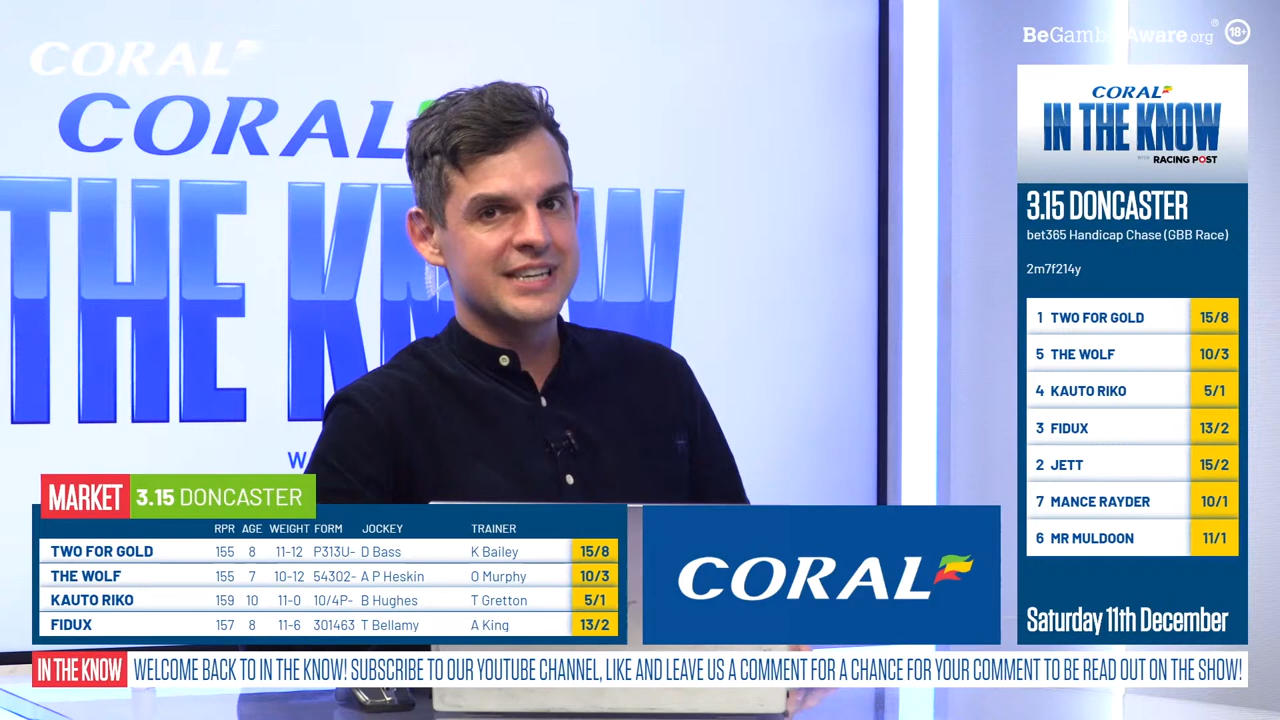 CORAL
BeGambleAware.org® 18+
CORAL
THE KNOW
W
CORAL
IN THE KNOW
WITH RACING POST
3.15 DONCASTER
bet365 Handicap Chase (GBB Race)
2m7f214y
1 TWO FOR GOLD 15/8
5 THE WOLF 10/3
4 KAUTO RIKO 5/1
3 FIDUX 13/2
2 JETT 15/2
7 MANCE RAYDER 10/1
6 MR MULDOON 11/1
Saturday 11th December
MARKET 3.15 DONCASTER
RPR AGE WEIGHT FORM JOCKEY TRAINER
TWO FOR GOLD 155 8 11-12 P313U- D Bass K Bailey 15/8
THE WOLF 155 7 10-12 54302- A P Heskin O Murphy 10/3
KAUTO RIKO 159 10 11-0 10/4P- B Hughes T Gretton 5/1
FIDUX 157 8 11-6 301463 T Bellamy A King 13/2
CORAL
IN THE KNOW WELCOME BACK TO IN THE KNOW! SUBSCRIBE TO OUR YOUTUBE CHANNEL, LIKE AND LEAVE US A COMMENT FOR A CHANCE FOR YOUR COMMENT TO BE READ OUT ON THE SHOW!